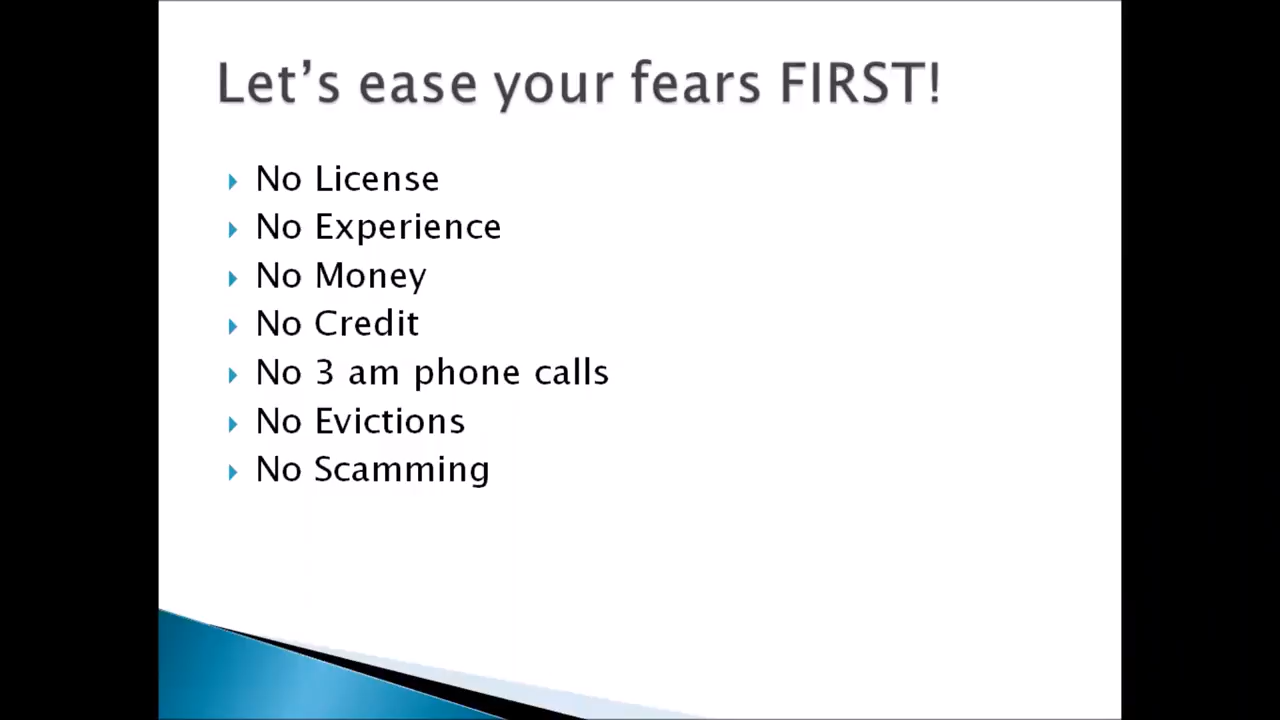 Let's ease your fears FIRST!
No License
No Experience
No Money
No Credit
No 3 am phone calls
No Evictions
No Scamming